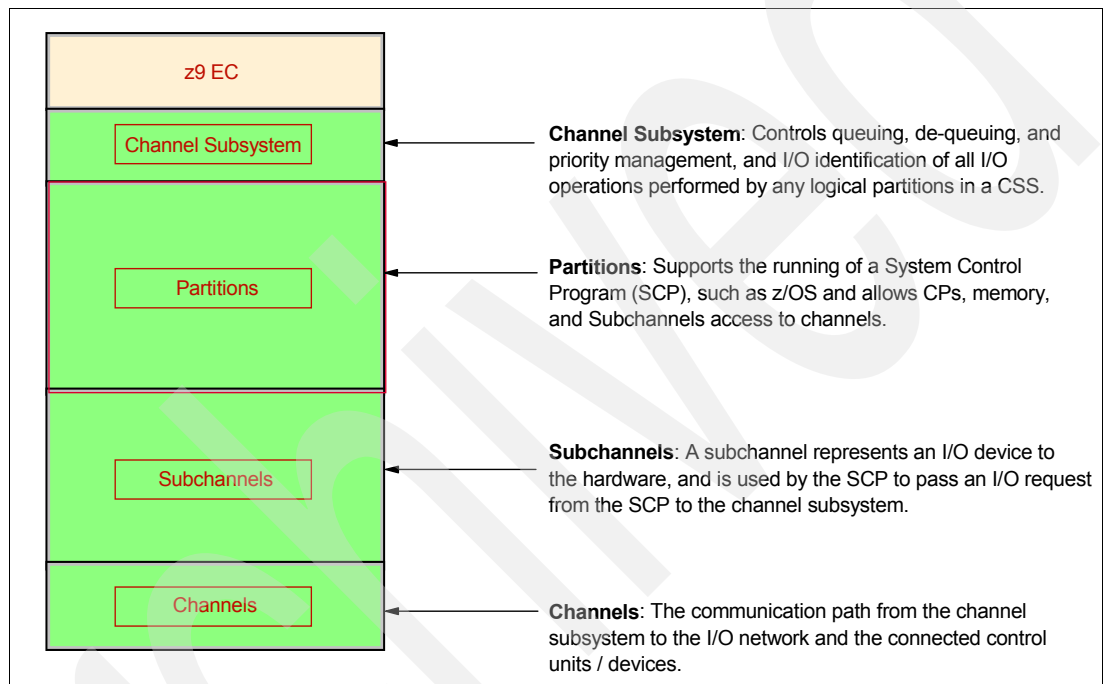 z9 EC
Channel Subsystem
Channel Subsystem: Controls queuing, de-queuing, and
priority management, and I/O identification of all I/O
operations performed by any logical partitions in a CSS.
Partitions
Partitions: Supports the running of a System Control
Program (SCP), such as z/OS and allows CPs, memory,
and Subchannels access to channels.
Subchannels
Subchannels: A subchannel represents an I/O device to
the hardware, and is used by the SCP to pass an I/O request
from the SCP to the channel subsystem.
Channels
Channels: The communication path from the channel
subsystem to the I/O network and the connected control
units / devices.